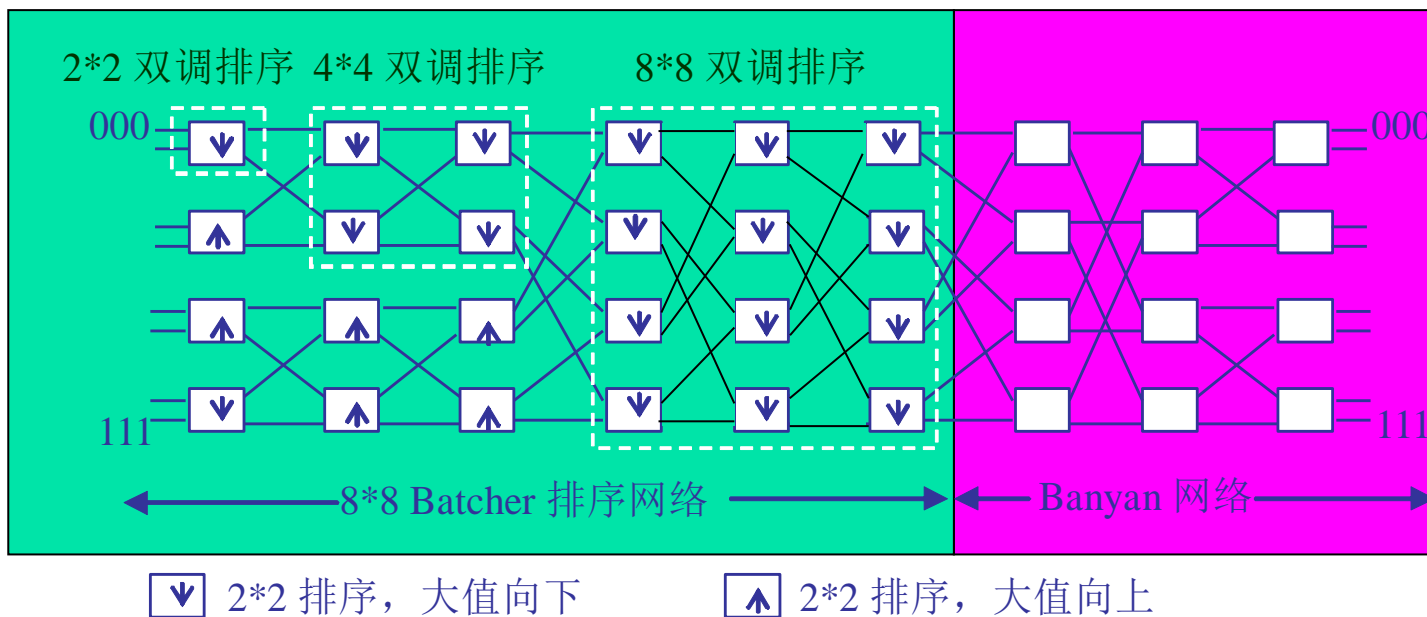 2*2 双调排序 4*4 双调排序 8*8 双调排序
000 000
111 111
8*8 Batcher 排序网络 Banyan 网络
2*2 排序，大值向下 2*2 排序，大值向上